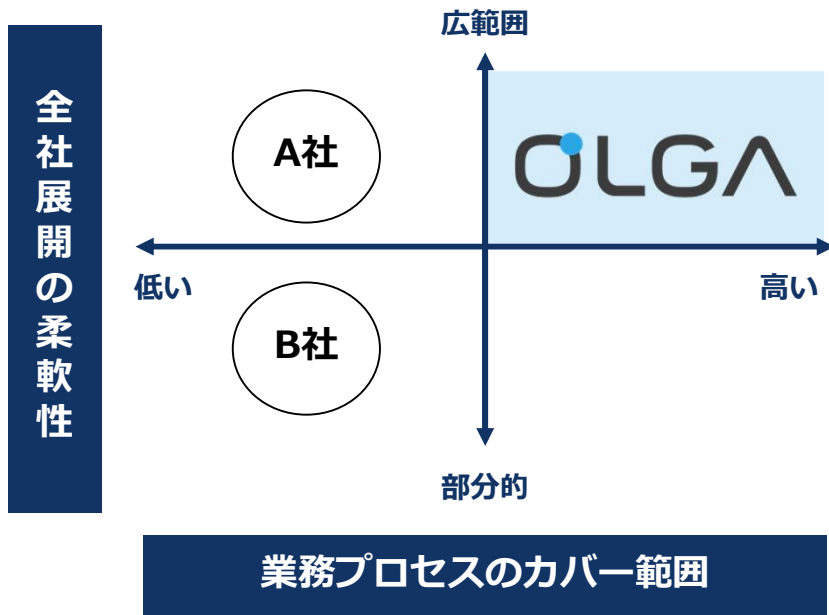 広範囲
全社展開の柔軟性
A社
OLGA
低い
高い
B社
部分的
業務プロセスのカバー範囲